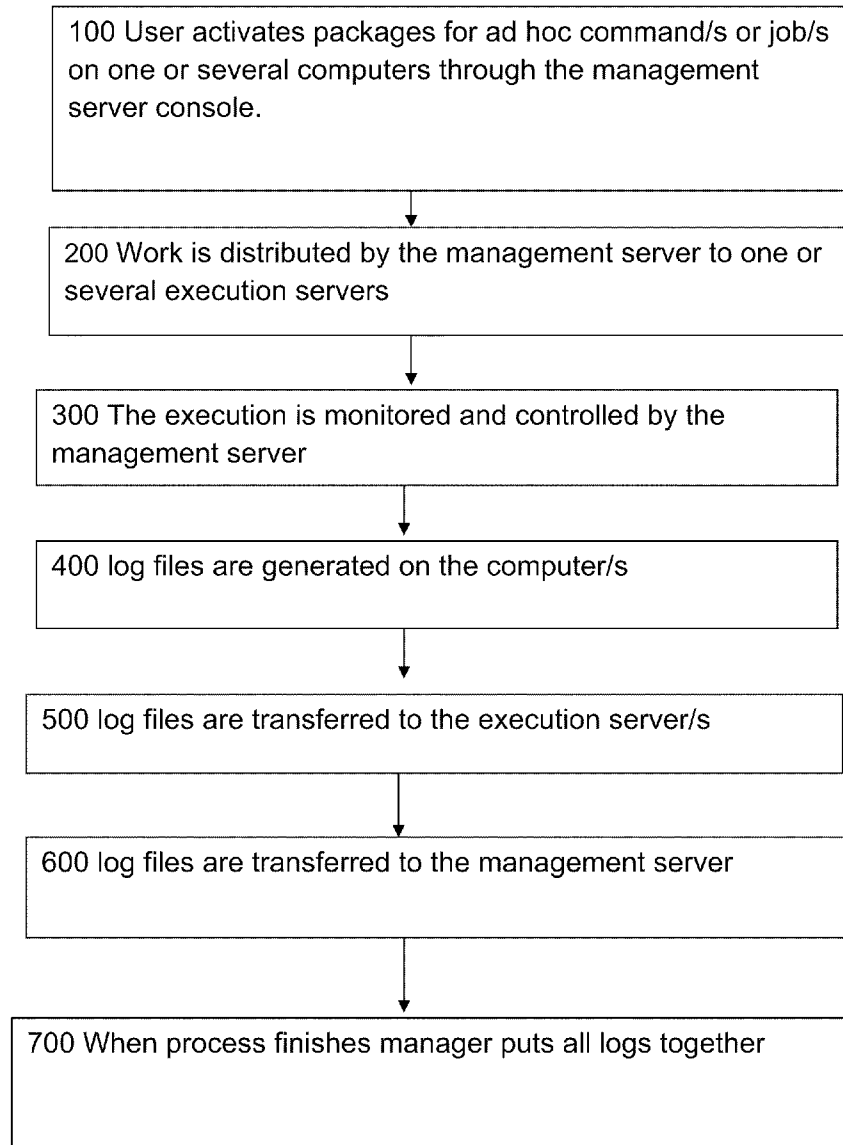 100 User activates packages for ad hoc command/s or job/s
on one or several computers through the management
server console.
200 Work is distributed by the management server to one or
several execution servers
300 The execution is monitored and controlled by the
management server
400 log files are generated on the computer/s
500 log files are transferred to the execution server/s
600 log files are transferred to the management server
700 When process finishes manager puts all logs together